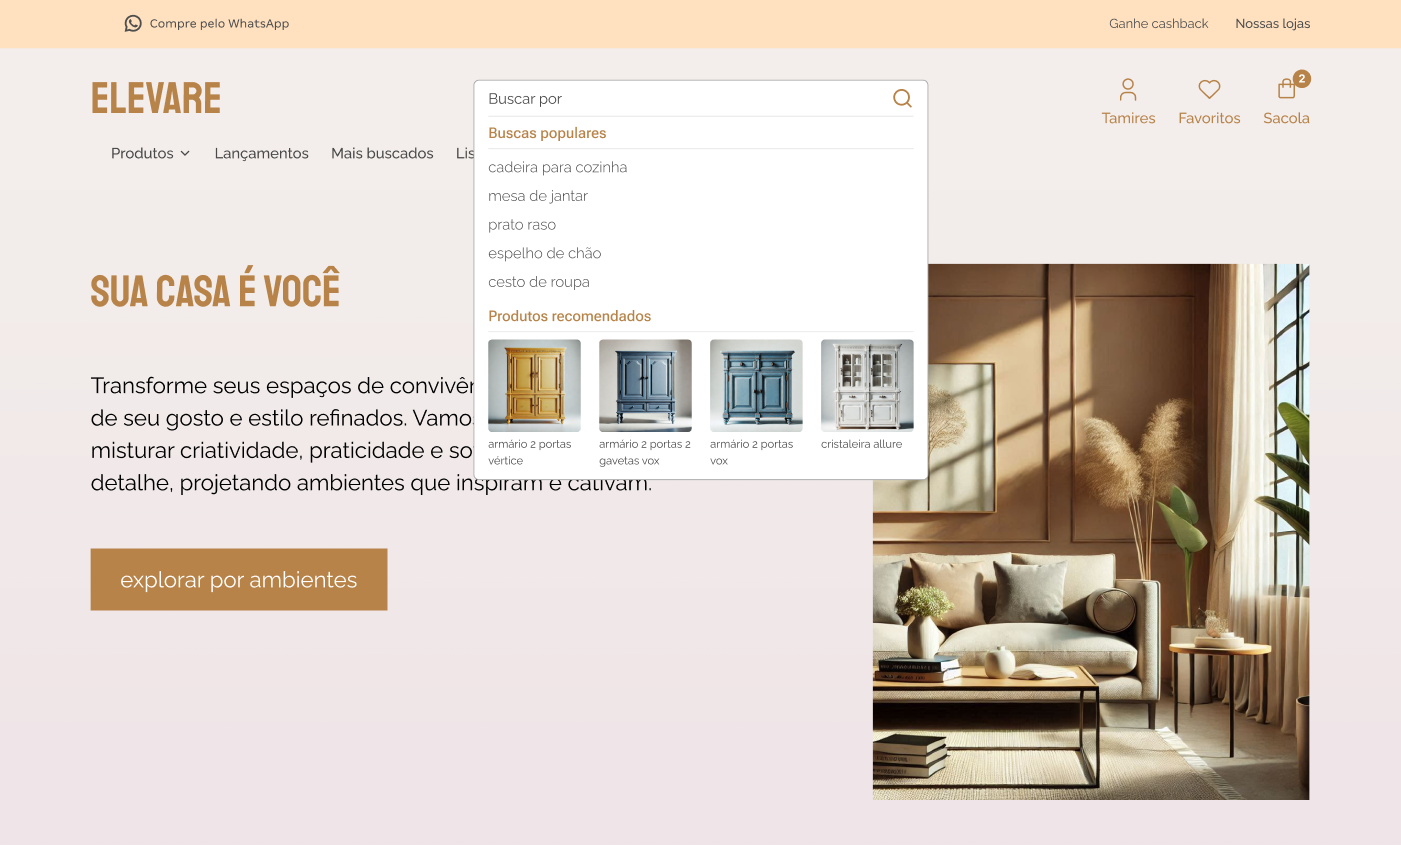 Compre pelo WhatsApp
Ganhe cashback
Nossas lojas
ELEVARE
Buscar por
2
Tamires
Favoritos
Sacola
Produtos
Lançamentos
Mais buscados
Buscas populares
cadeira para cozinha
mesa de jantar
prato raso
espelho de chão
cesto de roupa
Produtos recomendados
armário 2 portas
vértice
armário 2 portas 2
gavetas vox
armário 2 portas
vox
cristaleira allure
SUA CASA É VOCÊ
Transforme seus espaços de
de seu gosto e estilo refinados.
misturar criatividade, praticidade e
detalhe, projetando ambientes que inspiram e cativam.
explorar por ambientes